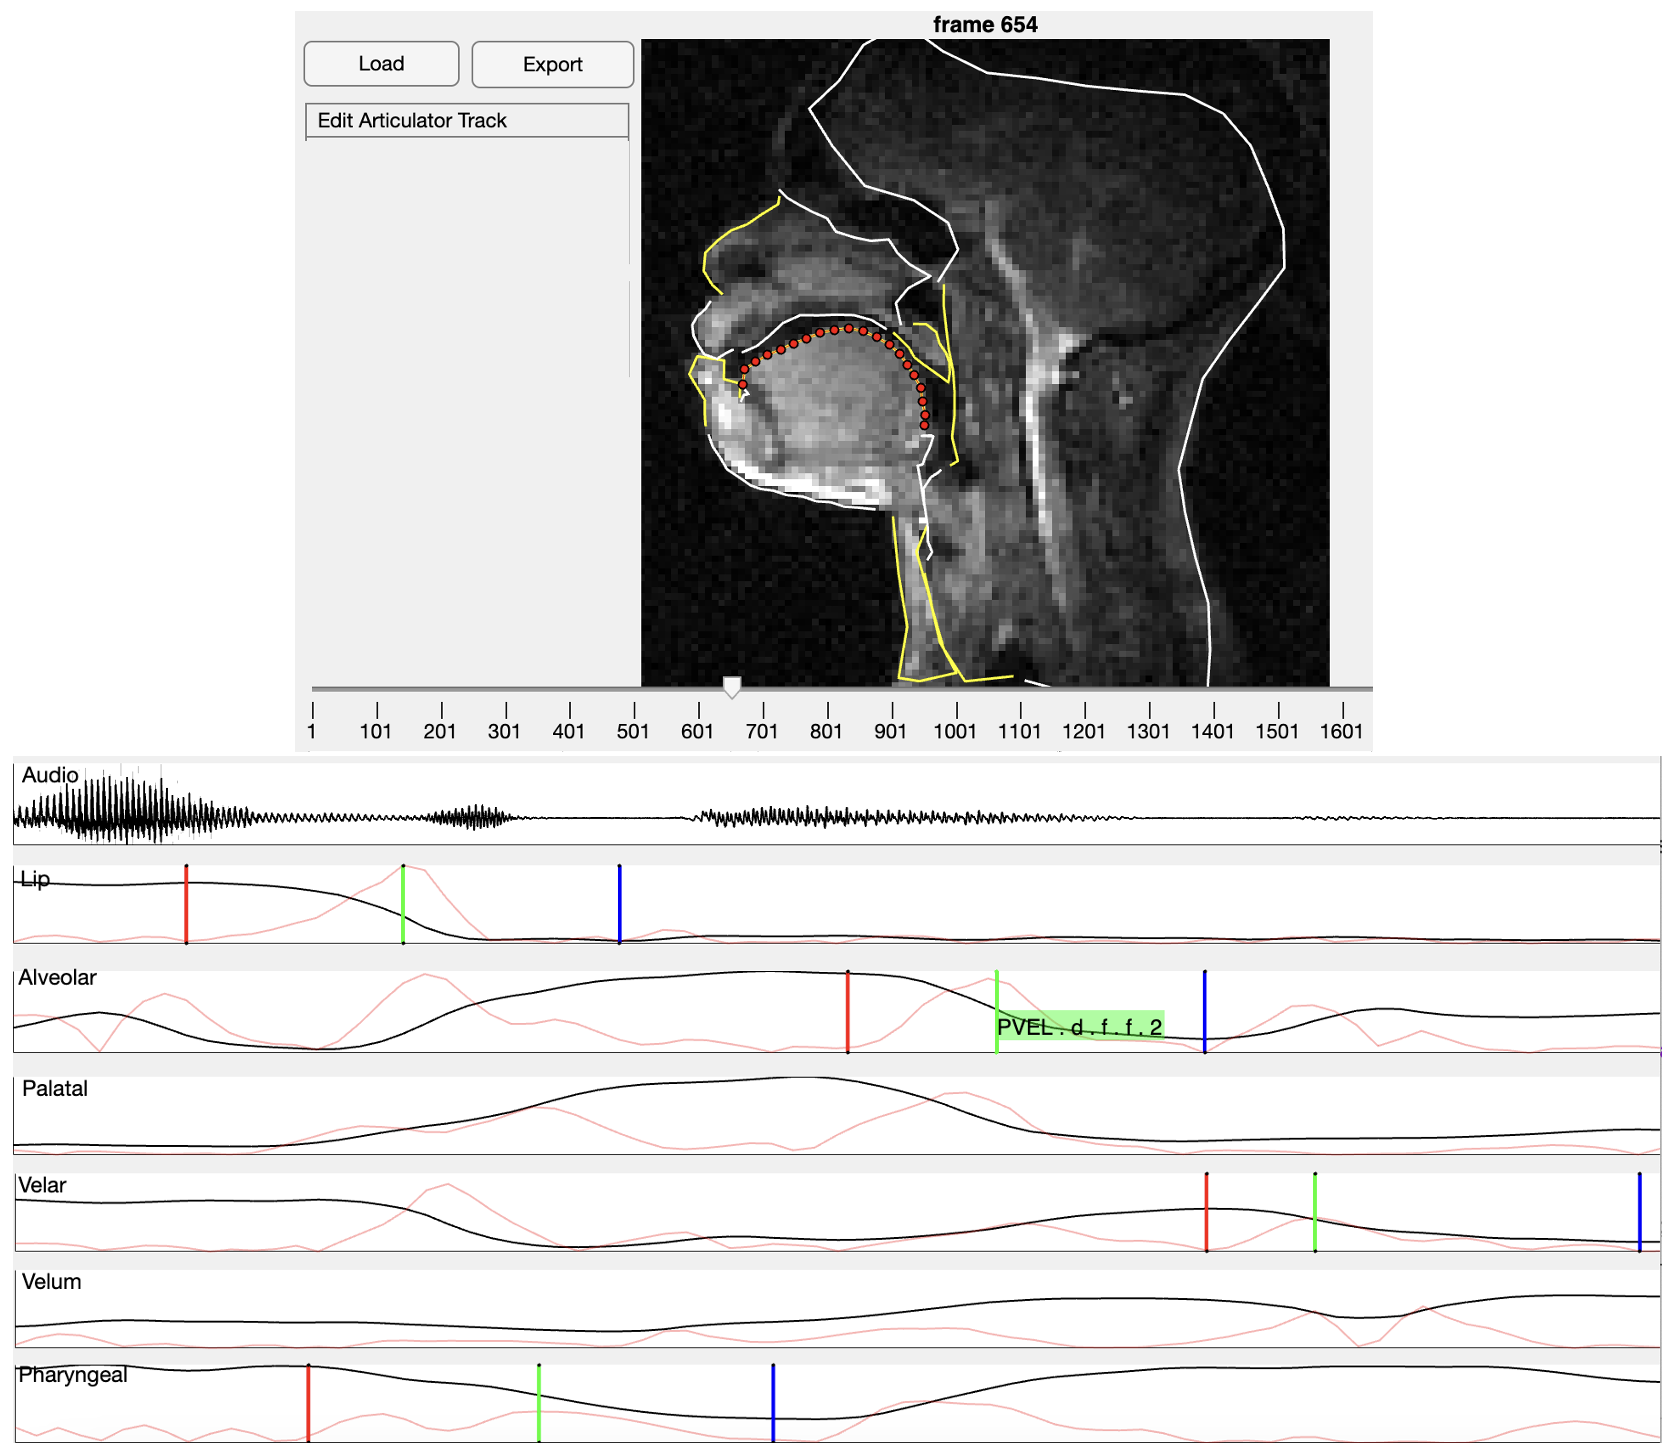 frame 654
Load Export
Edit Articulator Track
1 101 201 301 401 501 601 701 801 901 1001 1101 1201 1301 1401 1501 1601
Audio
Lip
Alveolar
PVEL . d . f . f . 2
Palatal
Velar
Velum
Pharyngeal